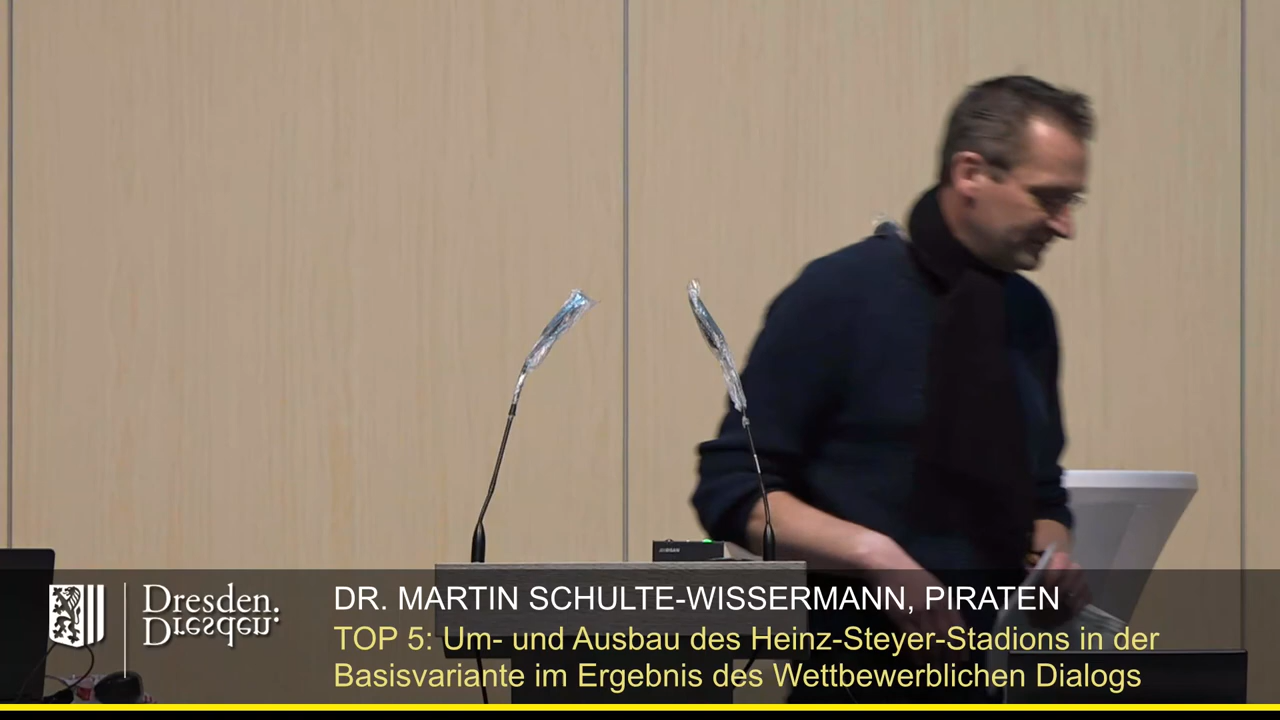 Dresden.
Dresden.
DR. MARTIN SCHULTE-WISSERMANN, PIRATEN
TOP 5: Um- und Ausbau des Heinz-Steyer-Stadions in der
Basisvariante im Ergebnis des Wettbewerblichen Dialogs